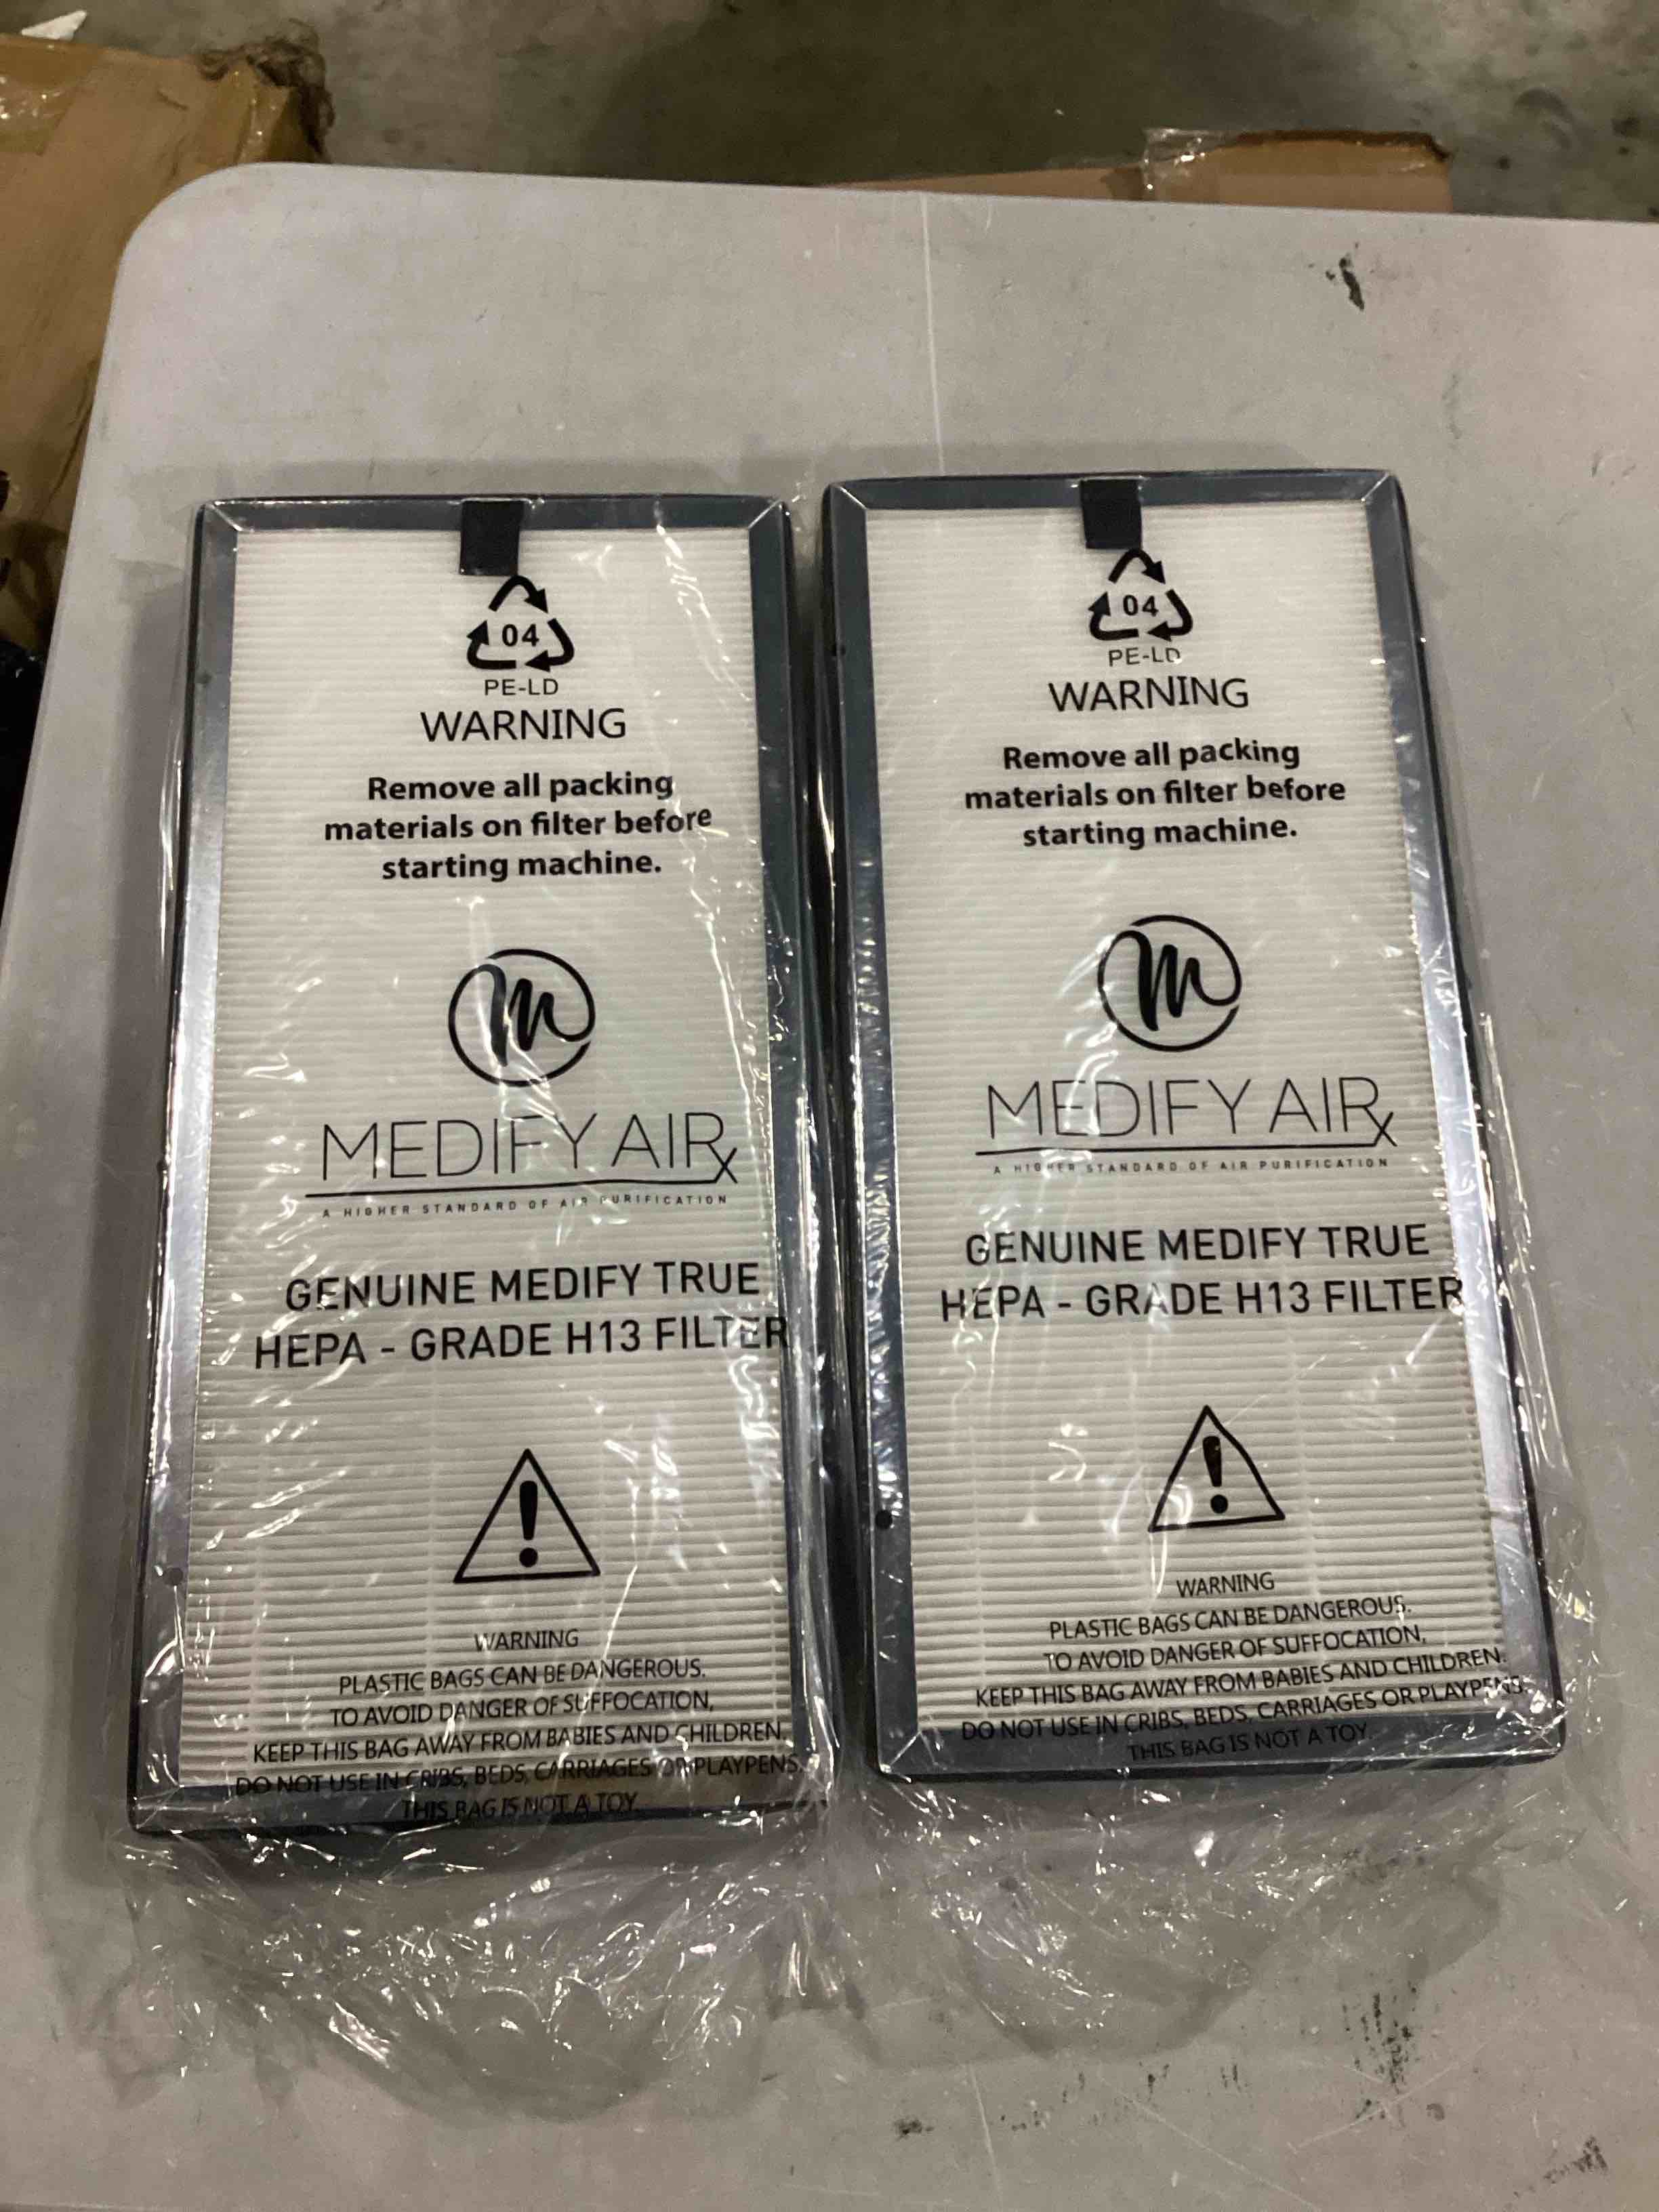 04
PE-LD
WARNING
Remove all packing
materials on filter before
starting machine.
m
MEDIFY AIRx
A HIGHER STANDARD OF AIR PURIFICATION
GENUINE MEDIFY TRUE
HEPA - GRADE H13 FILTER
WARNING
PLASTIC BAGS CAN BE DANGEROUS.
TO AVOID DANGER OF SUFFOCATION,
KEEP THIS BAG AWAY FROM BABIES AND CHILDREN.
DO NOT USE IN CRIBS, BEDS, CARRIAGES OR PLAYPENS.
THIS BAG IS NOT A TOY.
04
PE-LD
WARNING
Remove all packing
materials on filter before
starting machine.
m
MEDIFY AIRx
A HIGHER STANDARD OF AIR PURIFICATION
GENUINE MEDIFY TRUE
HEPA - GRADE H13 FILTER
WARNING
PLASTIC BAGS CAN BE DANGEROUS.
TO AVOID DANGER OF SUFFOCATION,
KEEP THIS BAG AWAY FROM BABIES AND CHILDREN.
DO NOT USE IN CRIBS, BEDS, CARRIAGES OR PLAYPENS.
THIS BAG IS NOT A TOY.